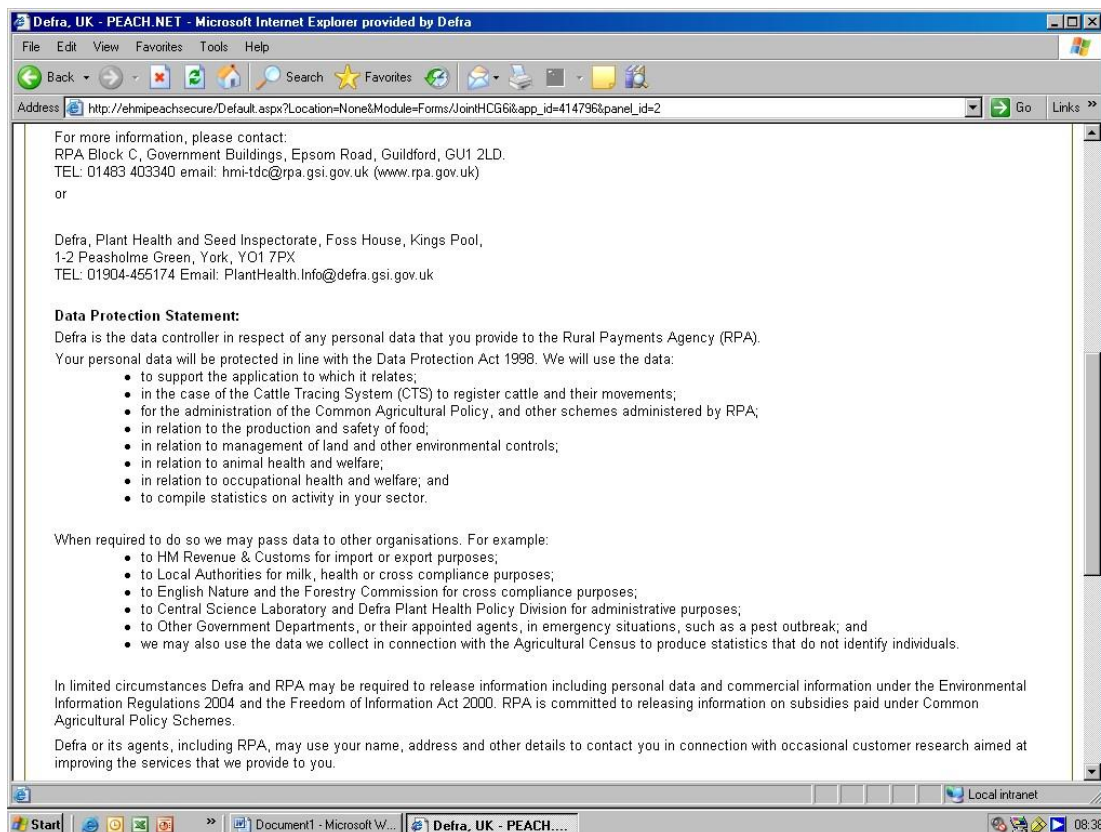 Defra, UK - PEACH.NET - Microsoft Internet Explorer provided by Defra
File Edit View Favorites Tools Help
Back Search Favorites
Address http://ehmipeachsecure/Default.aspx?Location=None&Module=Forms/JointHCG6i&app_id=414796&panel_id=2 Go Links »
For more information, please contact:
RPA Block C, Government Buildings, Epsom Road, Guildford, GU1 2LD.
TEL: 01483 403340 email: hmi-tdc@rpa.gsi.gov.uk (www.rpa.gov.uk)
or
Defra, Plant Health and Seed Inspectorate, Foss House, Kings Pool,
1-2 Peasholme Green, York, YO1 7PX
TEL: 01904-455174 Email: PlantHealth.Info@defra.gsi.gov.uk
Data Protection Statement:
Defra is the data controller in respect of any personal data that you provide to the Rural Payments Agency (RPA).
Your personal data will be protected in line with the Data Protection Act 1998. We will use the data:
• to support the application to which it relates;
• in the case of the Cattle Tracing System (CTS) to register cattle and their movements;
• for the administration of the Common Agricultural Policy, and other schemes administered by RPA;
• in relation to the production and safety of food;
• in relation to management of land and other environmental controls;
• in relation to animal health and welfare;
• in relation to occupational health and welfare; and
• to compile statistics on activity in your sector.
When required to do so we may pass data to other organisations. For example:
• to HM Revenue & Customs for import or export purposes;
• to Local Authorities for milk, health or cross compliance purposes;
• to English Nature and the Forestry Commission for cross compliance purposes;
• to Central Science Laboratory and Defra Plant Health Policy Division for administrative purposes;
• to Other Government Departments, or their appointed agents, in emergency situations, such as a pest outbreak; and
• we may also use the data we collect in connection with the Agricultural Census to produce statistics that do not identify individuals.
In limited circumstances Defra and RPA may be required to release information including personal data and commercial information under the Environmental
Information Regulations 2004 and the Freedom of Information Act 2000. RPA is committed to releasing information on subsidies paid under Common
Agricultural Policy Schemes.
Defra or its agents, including RPA, may use your name, address and other details to contact you in connection with occasional customer research aimed at
improving the services that we provide to you.
Local intranet
Start » Document1 - Microsoft W... Defra, UK - PEACH.... 08:38